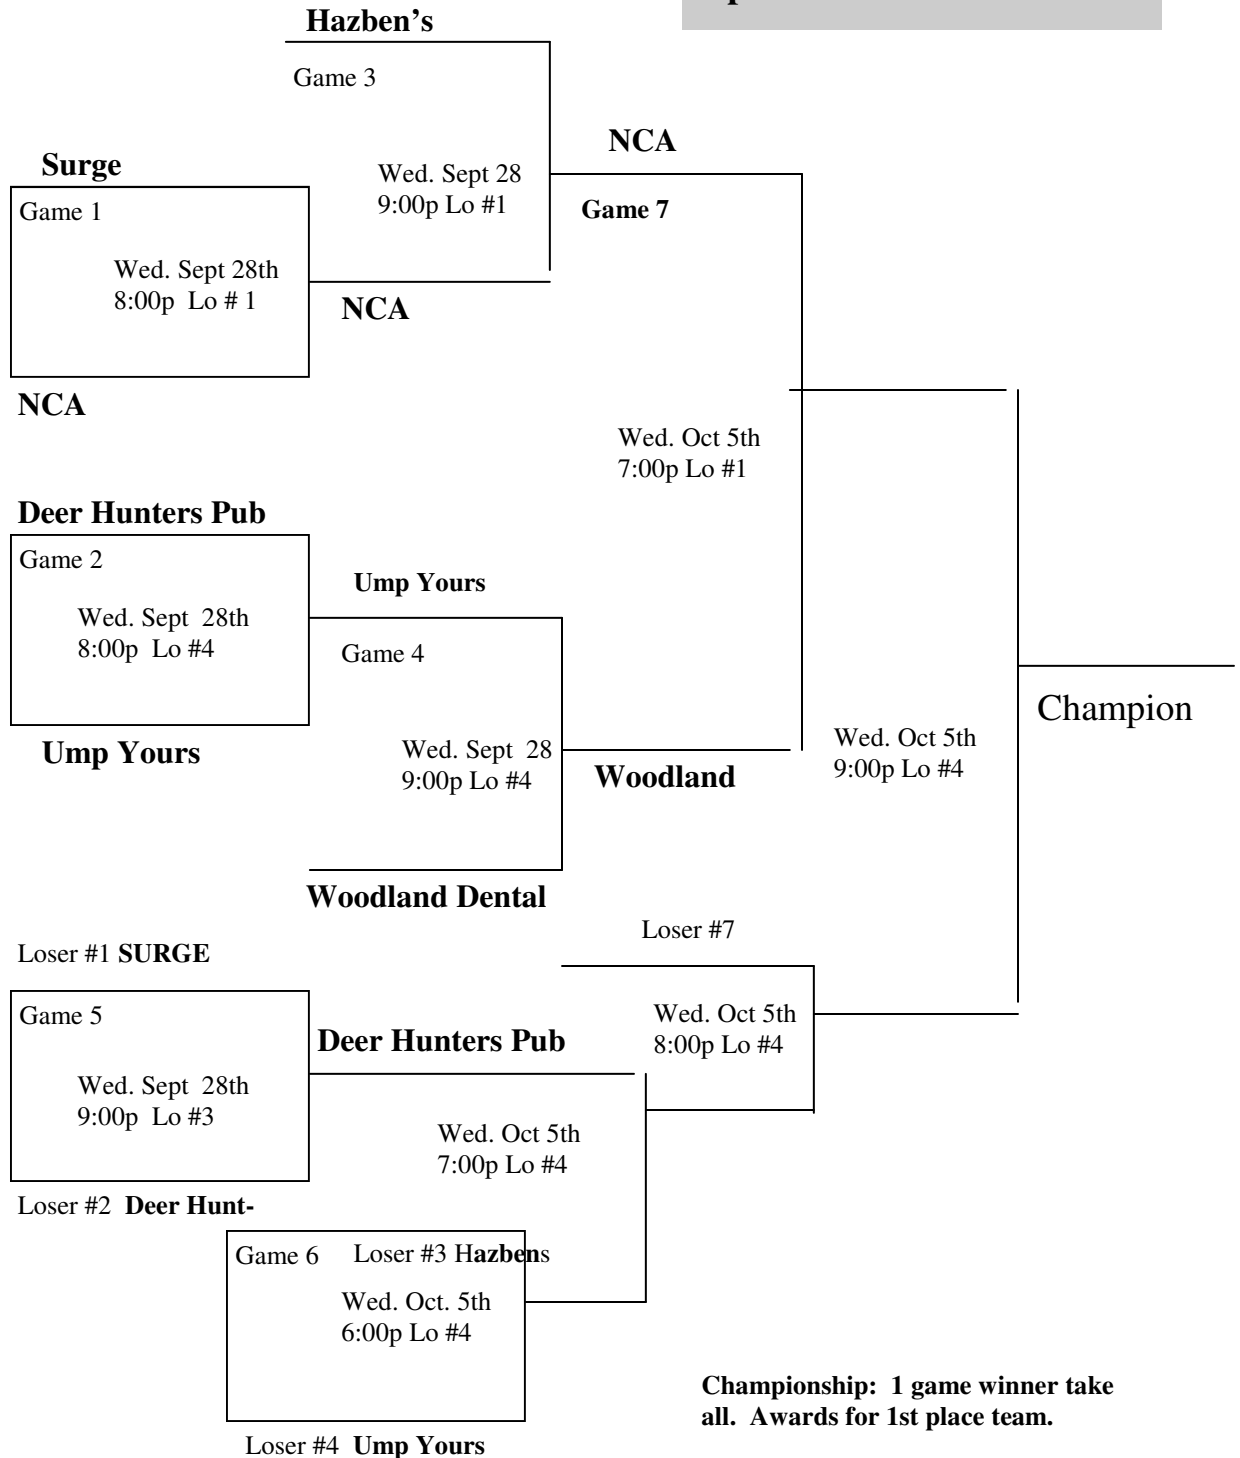 Hazben's
Game 3
Wed. Sept 28
9:00p Lo #1
NCA
Game 7
Surge
Game 1
Wed. Sept 28th
8:00p  Lo # 1
NCA
NCA
Wed. Oct 5th
7:00p Lo #1
Deer Hunters Pub
Game 2
Wed. Sept  28th
8:00p  Lo #4
Ump Yours
Ump Yours
Game 4
Wed. Sept  28
9:00p Lo #4
Woodland
Woodland Dental
Wed. Oct 5th
9:00p Lo #4
Champion
Loser #1 SURGE
Game 5
Wed. Sept  28th
9:00p  Lo #3
Loser #2  Deer Hunt-
Deer Hunters Pub
Loser #7
Wed. Oct 5th
8:00p Lo #4
Wed. Oct 5th
7:00p Lo #4
Game 6
Loser #3 Hazbens
Wed. Oct. 5th
6:00p Lo #4
Loser #4  Ump Yours
Championship:  1 game winner take
all.  Awards for 1st place team.